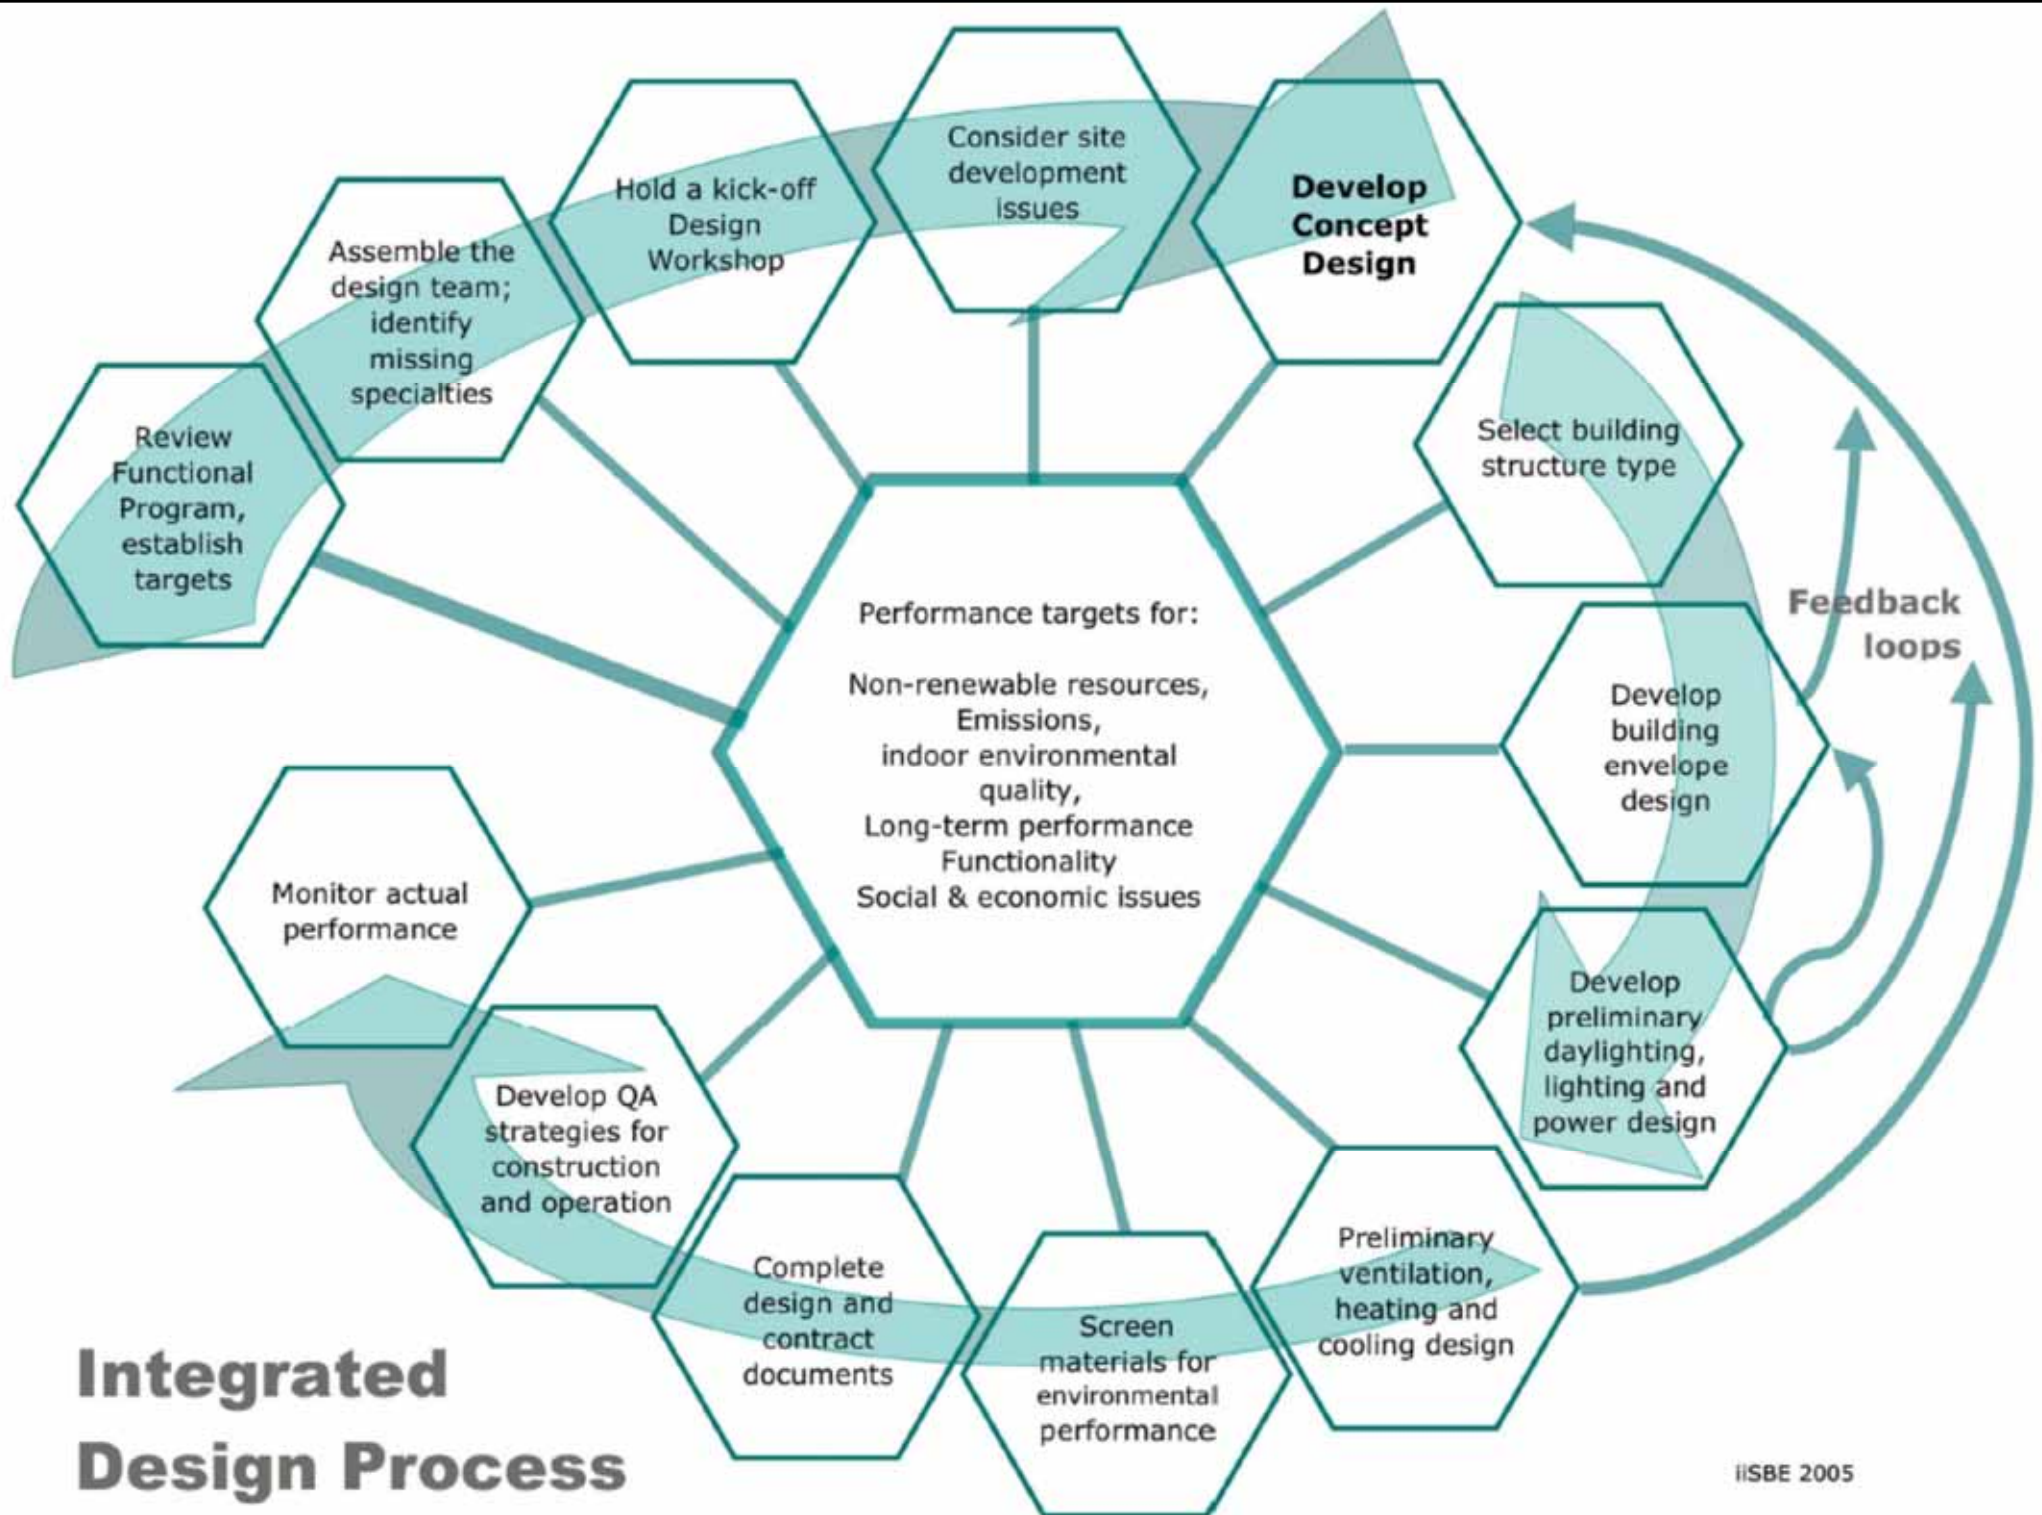 Review
Functional
Program,
establish
targets
Assemble the
design team;
identify
missing
specialties
Hold a kick-off
Design
Workshop
Consider site
development
issues
Develop
Concept
Design
Select building
structure type
Feedback
loops
Develop
building
envelope
design
Develop
preliminary
daylighting,
lighting and
power design
Preliminary
ventilation,
heating and
cooling design
Screen
materials for
environmental
performance
Complete
design and
contract
documents
Develop QA
strategies for
construction
and operation
Monitor actual
performance
Performance targets for:
Non-renewable resources,
Emissions,
indoor environmental
quality,
Long-term performance
Functionality
Social & economic issues
Integrated
Design Process
iiSBE 2005